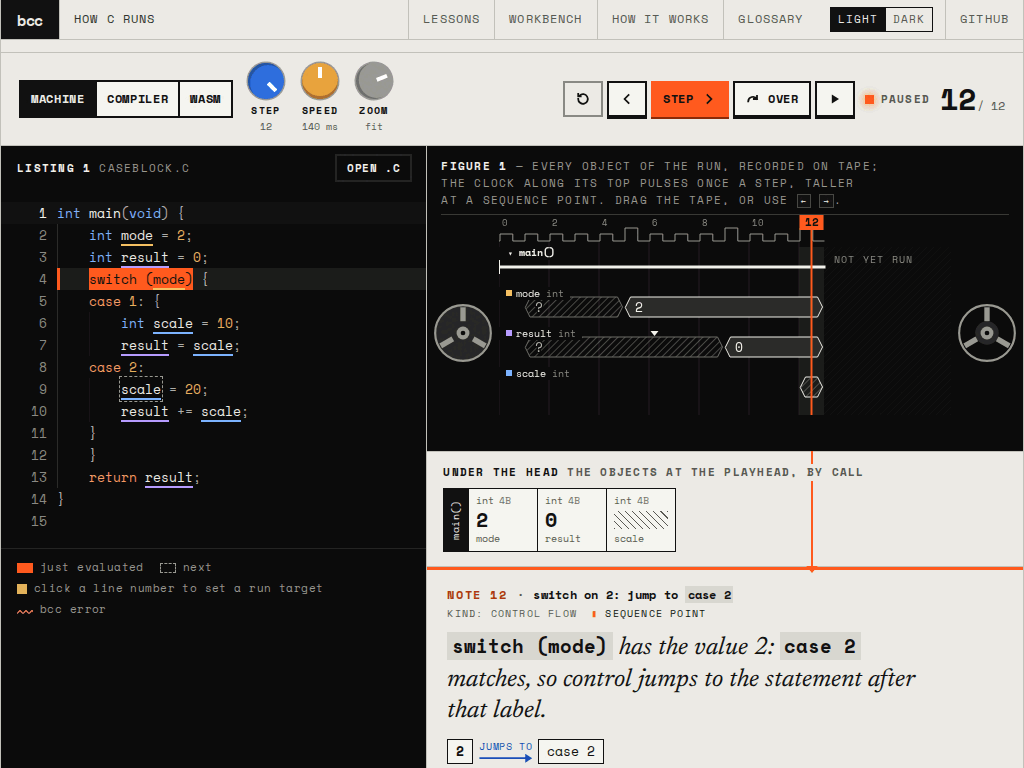 bcc HOW C RUNS LESSONS WORKBENCH HOW IT WORKS GLOSSARY LIGHT DARK GITHUB
MACHINE COMPILER WASM
STEP SPEED ZOOM
12 140 ms fit
STEP OVER PAUSED 12 / 12
LISTING 1 CASEBLOCK.C OPEN .C
1 int main(void) {
2 int mode = 2;
3 int result = 0;
4 switch (mode) {
5 case 1: {
6 int scale = 10;
7 result = scale;
8 case 2:
9 scale = 20;
10 result += scale;
11 }
12 }
13 return result;
14 }
15
just evaluated next
click a line number to set a run target
bcc error
FIGURE 1 — EVERY OBJECT OF THE RUN, RECORDED ON TAPE;
THE CLOCK ALONG ITS TOP PULSES ONCE A STEP, TALLER
AT A SEQUENCE POINT. DRAG THE TAPE, OR USE ← →.
0 2 4 6 8 10 12
main()
NOT YET RUN
mode int
? 2
result int
? 0
scale int
UNDER THE HEAD THE OBJECTS AT THE PLAYHEAD, BY CALL
main()
int 4B int 4B int 4B
2 0
mode result scale
NOTE 12 · switch on 2: jump to case 2
KIND: CONTROL FLOW SEQUENCE POINT
switch (mode) has the value 2: case 2
matches, so control jumps to the statement after
that label.
2 JUMPS TO case 2